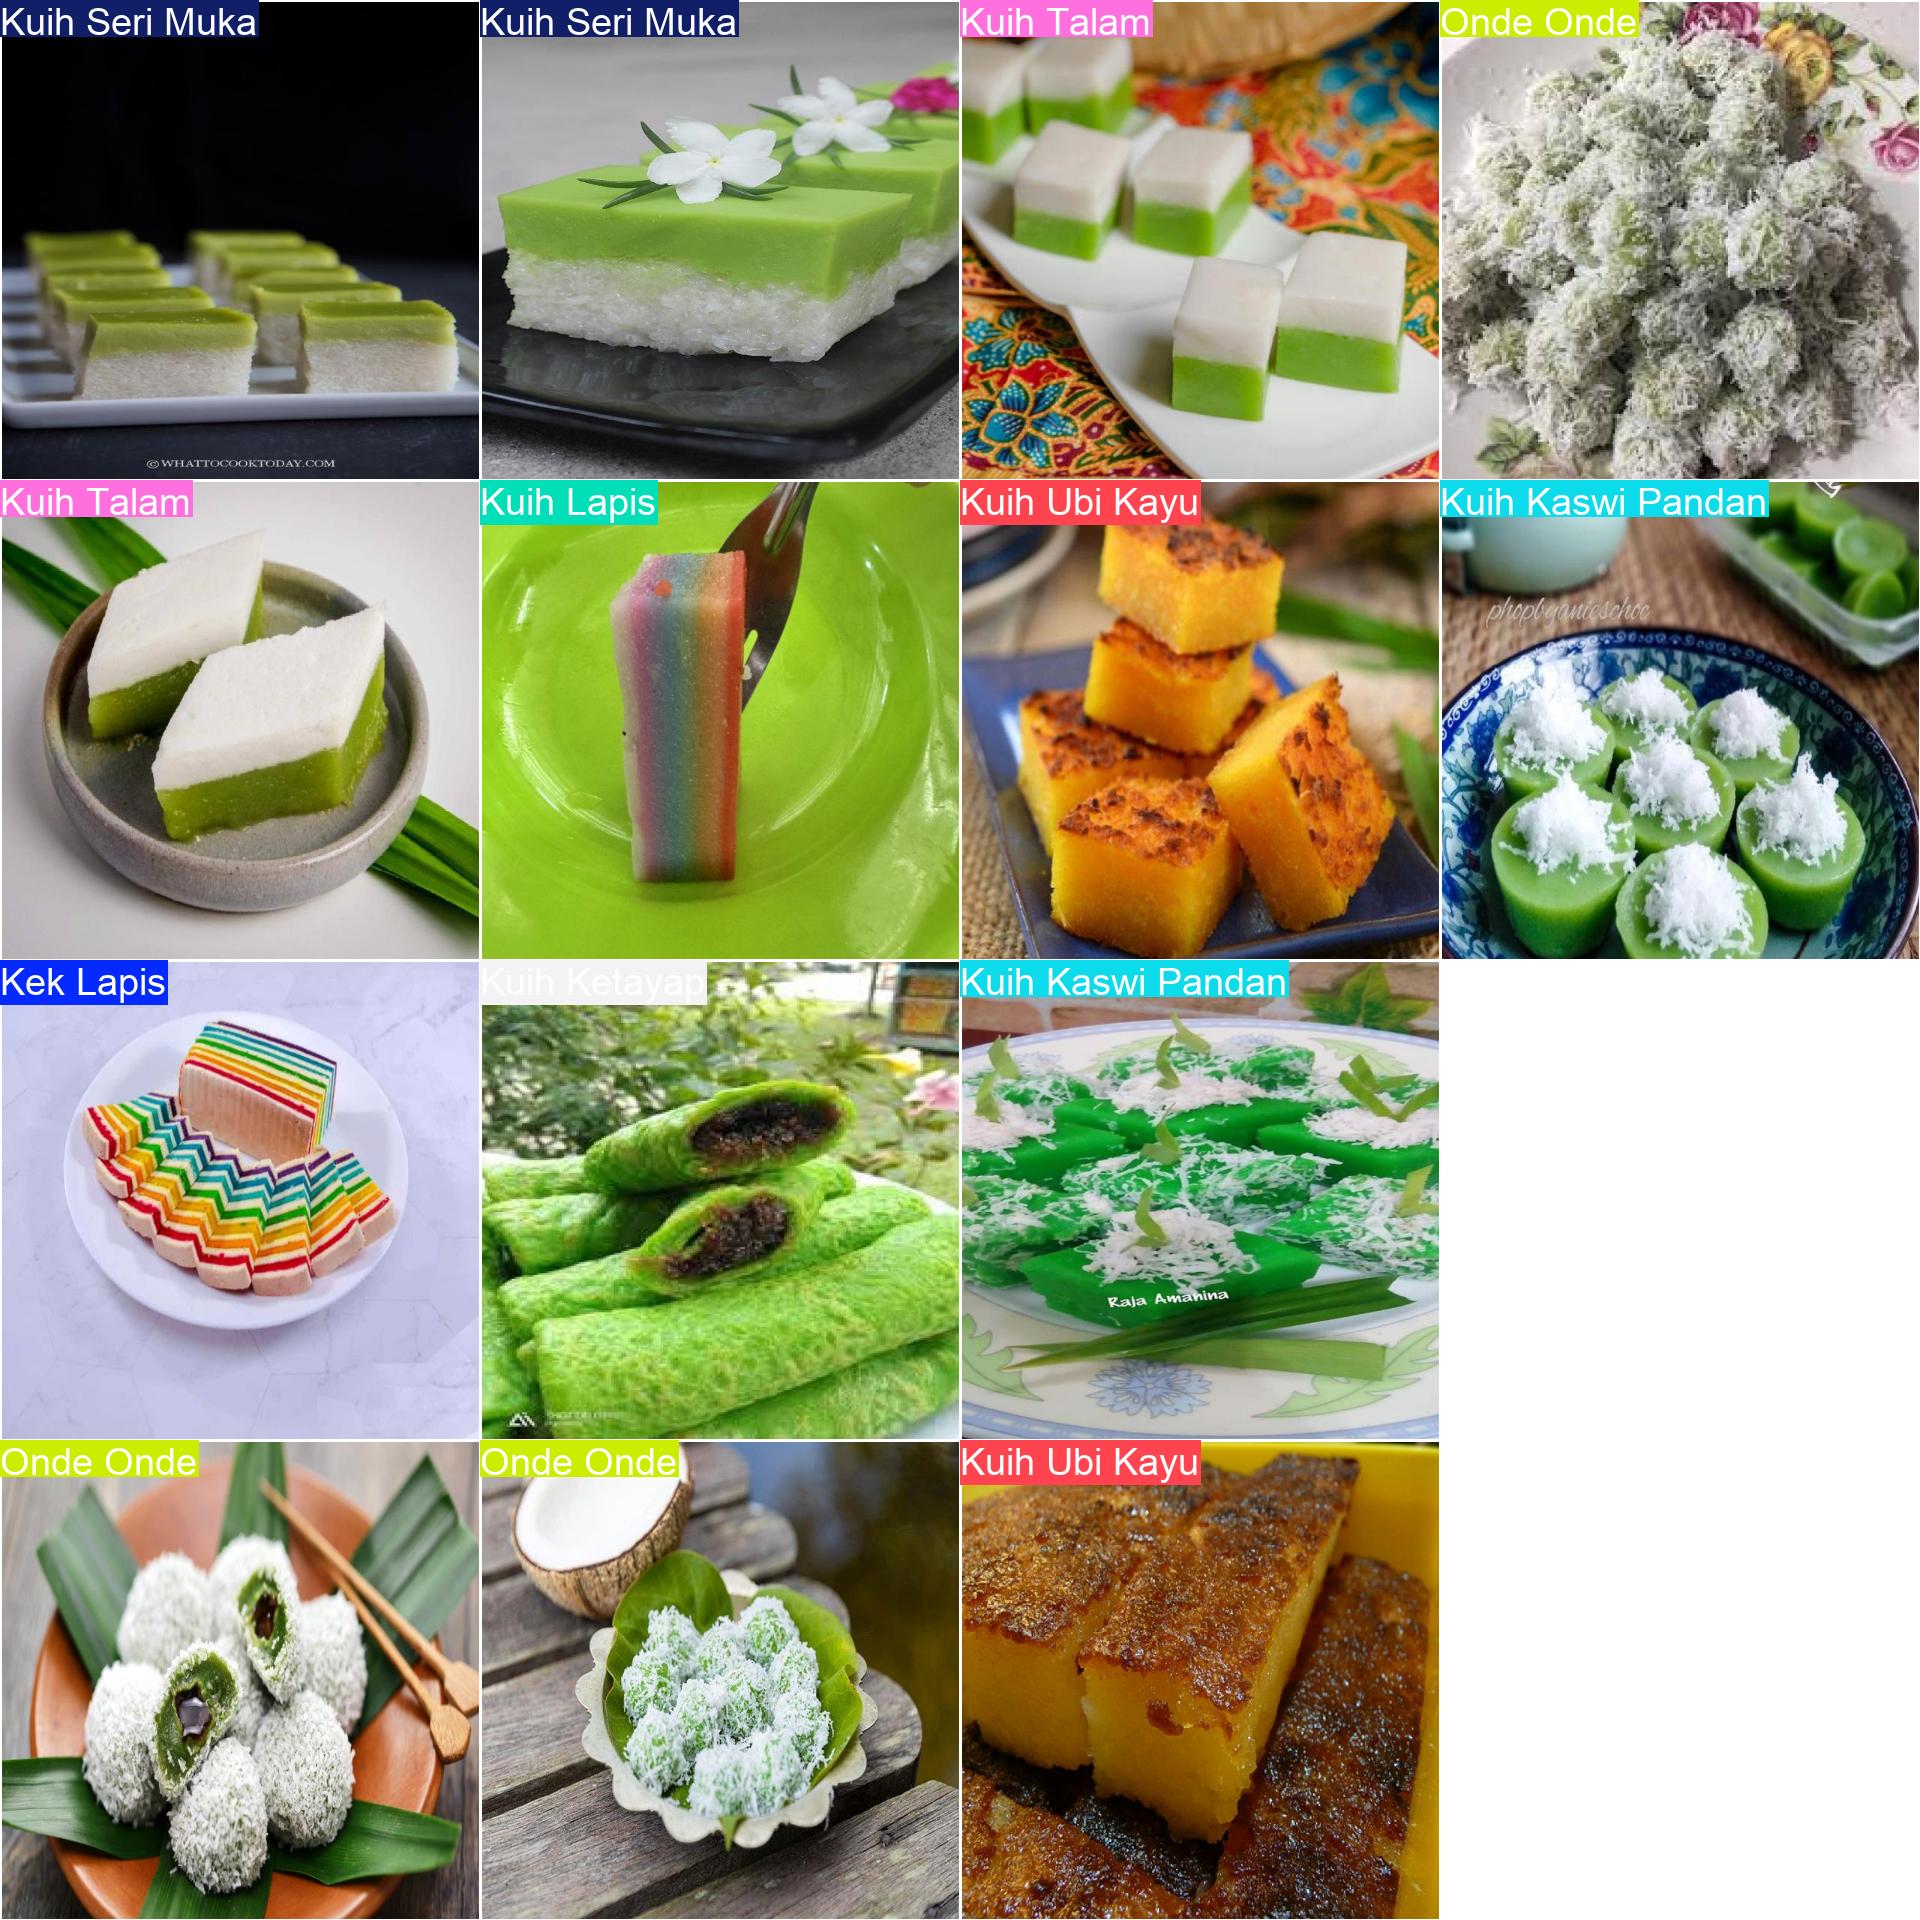 Kuih Seri Muka
Kuih Seri Muka
Kuih Talam
Onde Onde
©WHATTOCOOKTODAY.COM
Kuih Talam
Kuih Lapis
Kuih Ubi Kayu
Kuih Kaswi Pandan
phopbyanieschoc
Kek Lapis
Kuih Ketayap
Kuih Kaswi Pandan
Raja Amanina
Onde Onde
Onde Onde
Kuih Ubi Kayu